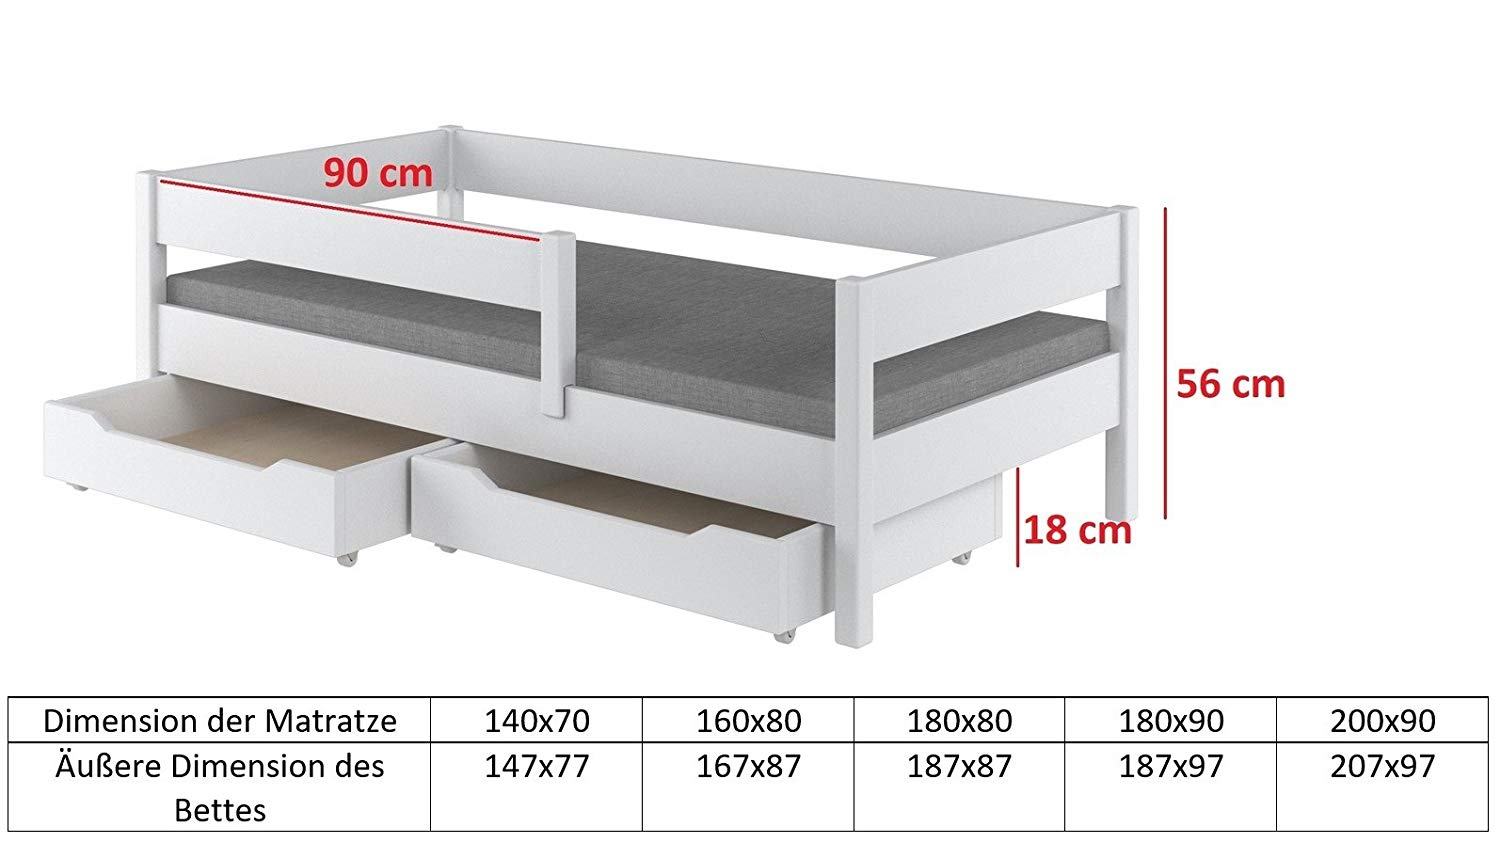 90 cm
56 cm
18 cm
Dimension der Matratze 140x70 160x80 180x80 180x90 200x90
Äußere Dimension des 147x77 167x87 187x87 187x97 207x97
Bettes